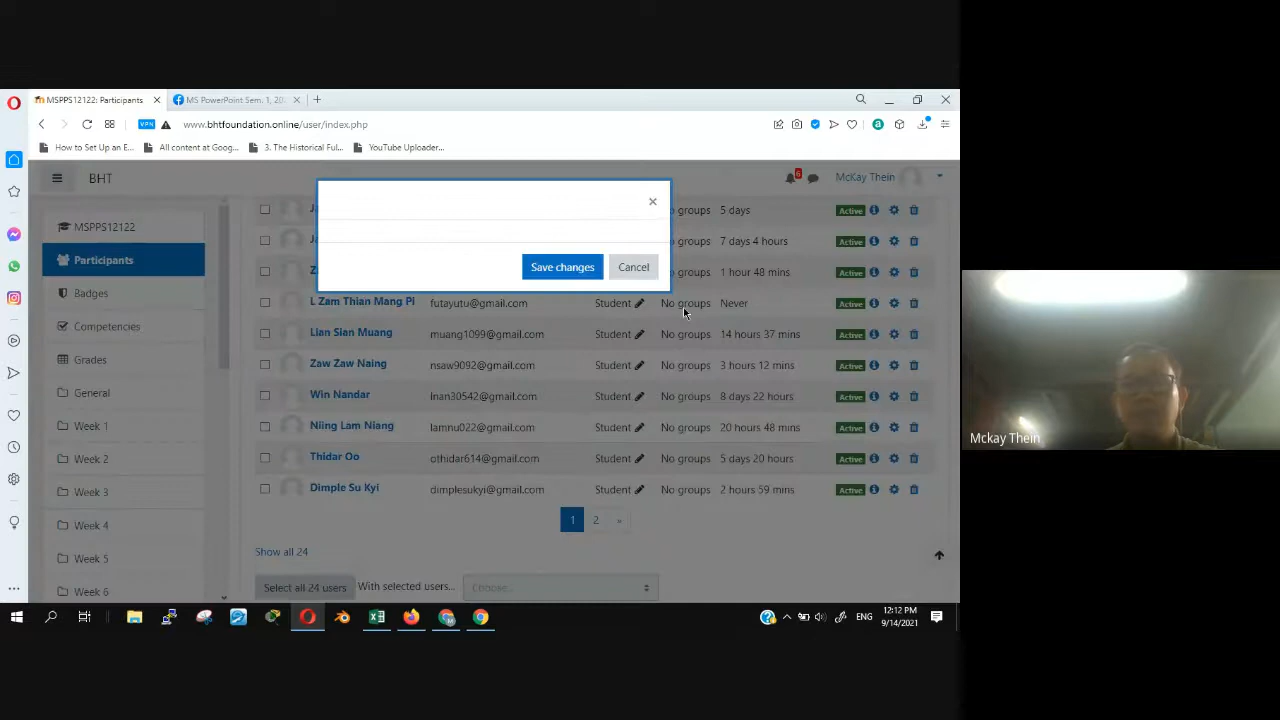 MSPPS12122: Participants
MS PowerPoint Sem. 1, 20
VPN
www.bhtfoundation.online/user/index.php
How to Set Up an E...
All content at Goog...
3. The Historical Ful...
YouTube Uploader...
BHT
6
McKay Thein
MSPPS12122
Participants
Badges
Competencies
Grades
General
Week 1
Week 2
Week 3
Week 4
Week 5
Week 6
groups 5 days Active
groups 7 days 4 hours Active
groups 1 hour 48 mins Active
Save changes
Cancel
L Zam Thian Mang Pi futayutu@gmail.com Student No groups Never Active
Lian Sian Muang muang1099@gmail.com Student No groups 14 hours 37 mins Active
Zaw Zaw Naing nsaw9092@gmail.com Student No groups 3 hours 12 mins Active
Win Nandar lnan30542@gmail.com Student No groups 8 days 22 hours Active
Niing Lam Niang lamnu022@gmail.com Student No groups 20 hours 48 mins Active
Thidar Oo othidar614@gmail.com Student No groups 5 days 20 hours Active
Dimple Su Kyi dimplesukyi@gmail.com Student No groups 2 hours 59 mins Active
1 2 »
Show all 24
Select all 24 users With selected users... Choose...
ENG
12:12 PM
9/14/2021
Mckay Thein